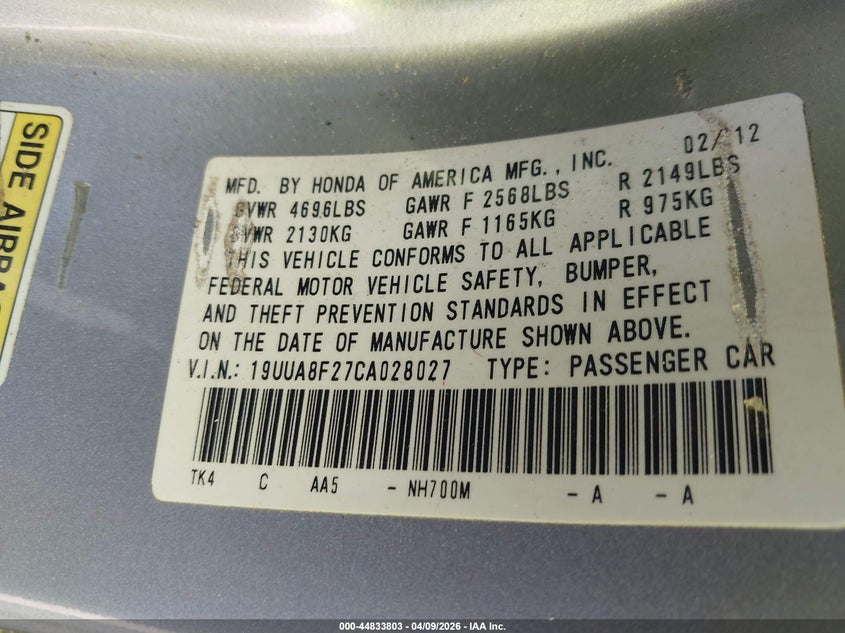 SIDE AIRBAG
02/12
MFD. BY HONDA OF AMERICA MFG., INC.
GVWR 4696LBS GAWR F 2568LBS R 2149LBS
GVWR 2130KG GAWR F 1165KG R 975KG
THIS VEHICLE CONFORMS TO ALL APPLICABLE
FEDERAL MOTOR VEHICLE SAFETY, BUMPER,
AND THEFT PREVENTION STANDARDS IN EFFECT
ON THE DATE OF MANUFACTURE SHOWN ABOVE.
V.I.N.: 19UUA8F27CA028027 TYPE: PASSENGER CAR
TK4 C AA5 - NH700M - A - A
000-44833803 - 04/09/2026 - IAA Inc.